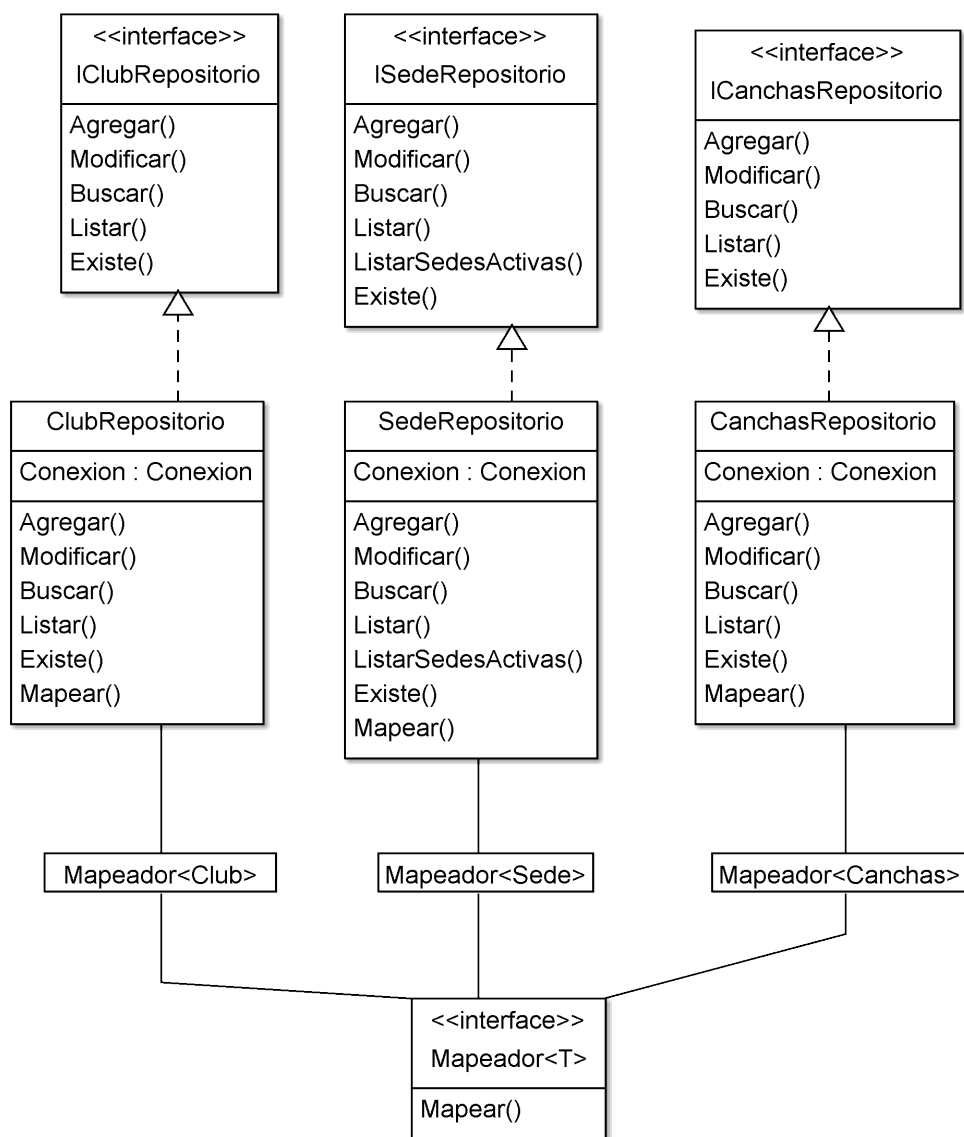 <<interface>>
IClubRepositorio
Agregar()
Modificar()
Buscar()
Listar()
Existe()
<<interface>>
ISedeRepositorio
Agregar()
Modificar()
Buscar()
Listar()
ListarSedesActivas()
Existe()
<<interface>>
ICanchasRepositorio
Agregar()
Modificar()
Buscar()
Listar()
Existe()
ClubRepositorio
Conexion : Conexion
Agregar()
Modificar()
Buscar()
Listar()
Existe()
Mapear()
SedeRepositorio
Conexion : Conexion
Agregar()
Modificar()
Buscar()
Listar()
ListarSedesActivas()
Existe()
Mapear()
CanchasRepositorio
Conexion : Conexion
Agregar()
Modificar()
Buscar()
Listar()
Existe()
Mapear()
Mapeador<Club>
Mapeador<Sede>
Mapeador<Canchas>
<<interface>>
Mapeador<T>
Mapear()